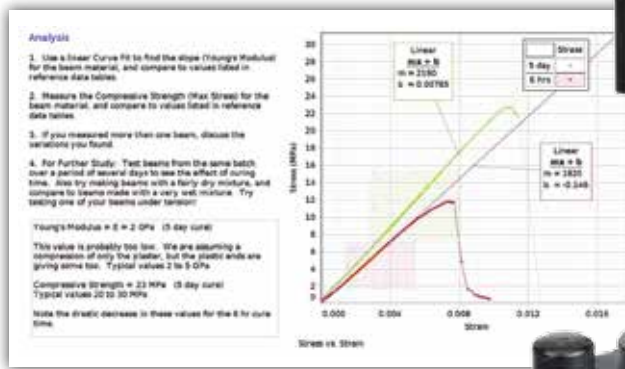 Analysis
1. Use a linear Curve Fit to find the slope (Young's Modulus)
for the beam material, and compare to values listed in
reference data tables.
2. Measure the Compressive Strength (Max Stress) for the
beam material, and compare to values listed in reference
data tables
3. If you measured more than one beam, discuss the
variations you found.
4. For Further Study: Test beams from the same batch
over a period of several days to see the effect of curing
time. Also try making beams with a fairly dry mixture, and
compare to beams made with a very wet mixture. Try
testing one of your beams under tension!
Young's Modulus = E = 2 GPa (5 day cure)
This value is probably too low. We are assuming a
compression of only the plaster, but the plastic ends are
giving some too. Typical values 2 to 5 GPa
Compressive Strength = 23 MPa (5 day cure)
Typical values 20 to 30 MPa
Note the drastic decrease in these values for the 6 hr cure
time.
Stress (MPa)
30
28
26
24
22
20
18
16
14
12
10
8
6
4
2
0
0.000
0.004
0.008
0.012
0.016
Strain
Stress vs. Strain
Linear
mx + b
m = 2180
b = 0.00785
Stress
5 day
6 hrs
Linear
mx + b
m = 1820
b = -0.149